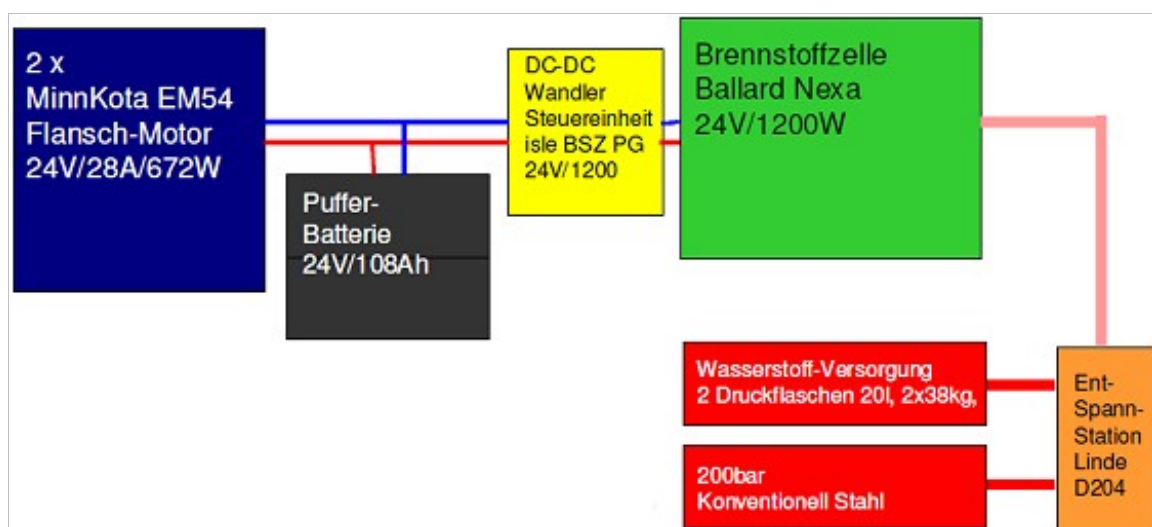 2 x
MinnKota EM54
Flansch-Motor
24V/28A/672W
Puffer-
Batterie
24V/108Ah
DC-DC
Wandler
Steuereinheit
isle BSZ PG
24V/1200
Brennstoffzelle
Ballard Nexa
24V/1200W
Wasserstoff-Versorgung
2 Druckflaschen 20l, 2x38kg,
200bar
Konventionell Stahl
Ent-
Spann-
Station
Linde
D204